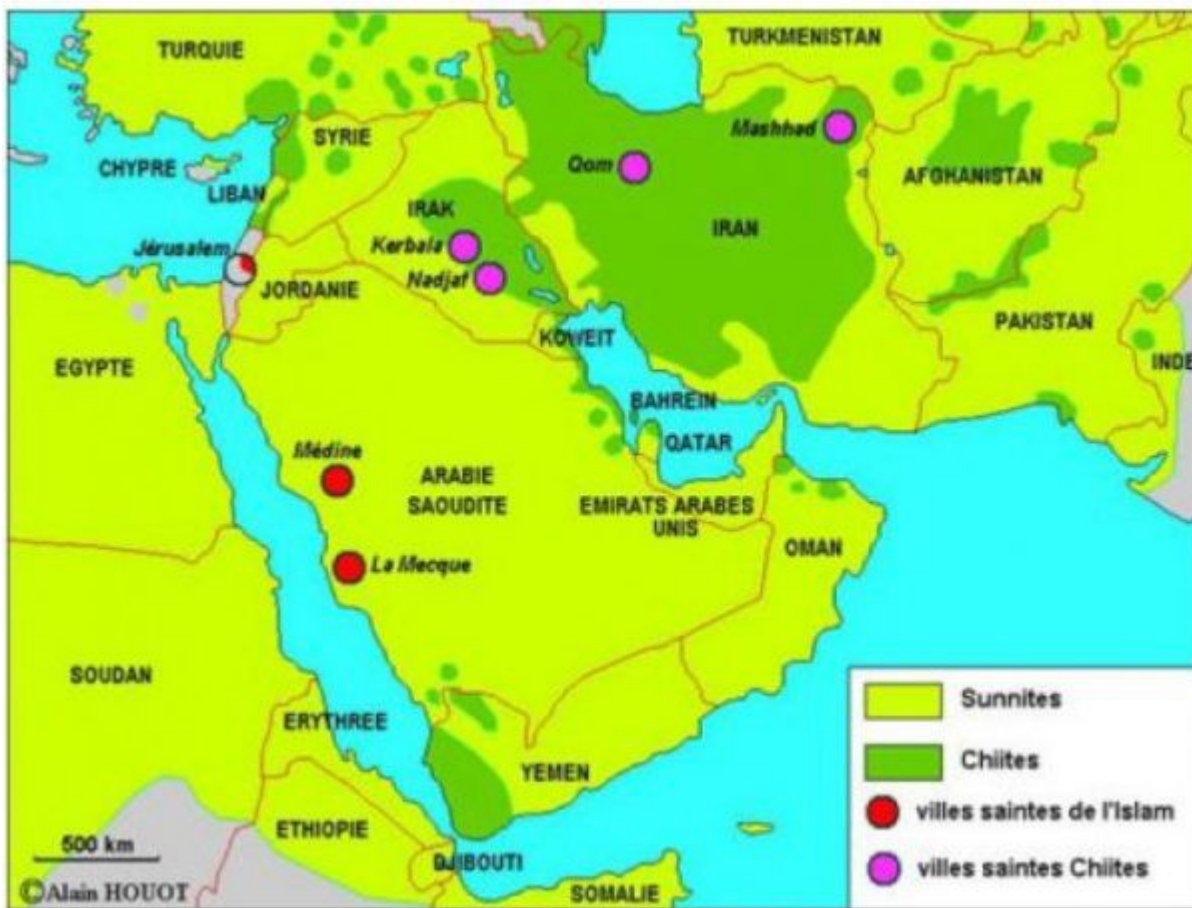 TURQUIE
TURKMENISTAN
SYRIE
Mashhad
CHYPRE
Qom
AFGHANISTAN
LIBAN
IRAK
IRAN
Jérusalem
Kerbala
Nadjaf
JORDANIE
KOWEIT
PAKISTAN
EGYPTE
INDE
BAHREIN
QATAR
Médine
ARABIE
SAOUDITE
EMIRATS ARABES
UNIS
OMAN
La Mecque
SOUDAN
ERYTHREE
YEMEN
ETHIOPIE
DJIBOUTI
SOMALIE
500 km
©Alain HOUOT
Sunnites
Chiites
villes saintes de l'Islam
villes saintes Chiites